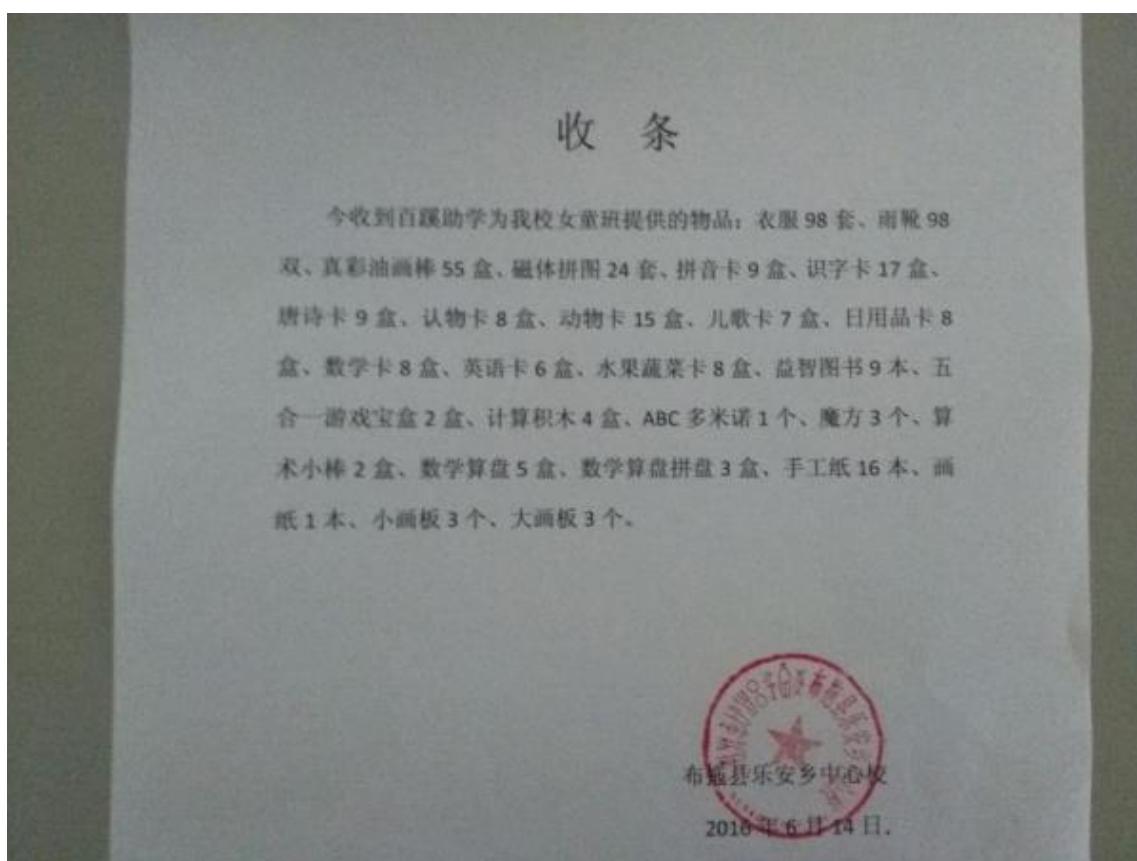 收 条
今收到百蹊助学为我校女童班提供的物品：衣服 98 套、雨靴 98
双、真彩油画棒 55 盒、磁体拼图 24 套、拼音卡 9 盒、识字卡 17 盒、
唐诗卡 9 盒、认物卡 8 盒、动物卡 15 盒、儿歌卡 7 盒、日用品卡 8
盒、数学卡 8 盒、英语卡 6 盒、水果蔬菜卡 8 盒、益智图书 9 本、五
合一游戏宝盒 2 盒、计算积木 4 盒、ABC 多米诺 1 个、魔方 3 个、算
术小棒 2 盒、数学算盘 5 盒、数学算盘拼盘 3 盒、手工纸 16 本、画
纸 1 本、小画板 3 个、大画板 3 个。
布拖县乐安乡中心校
2016 年 6 月 14 日.